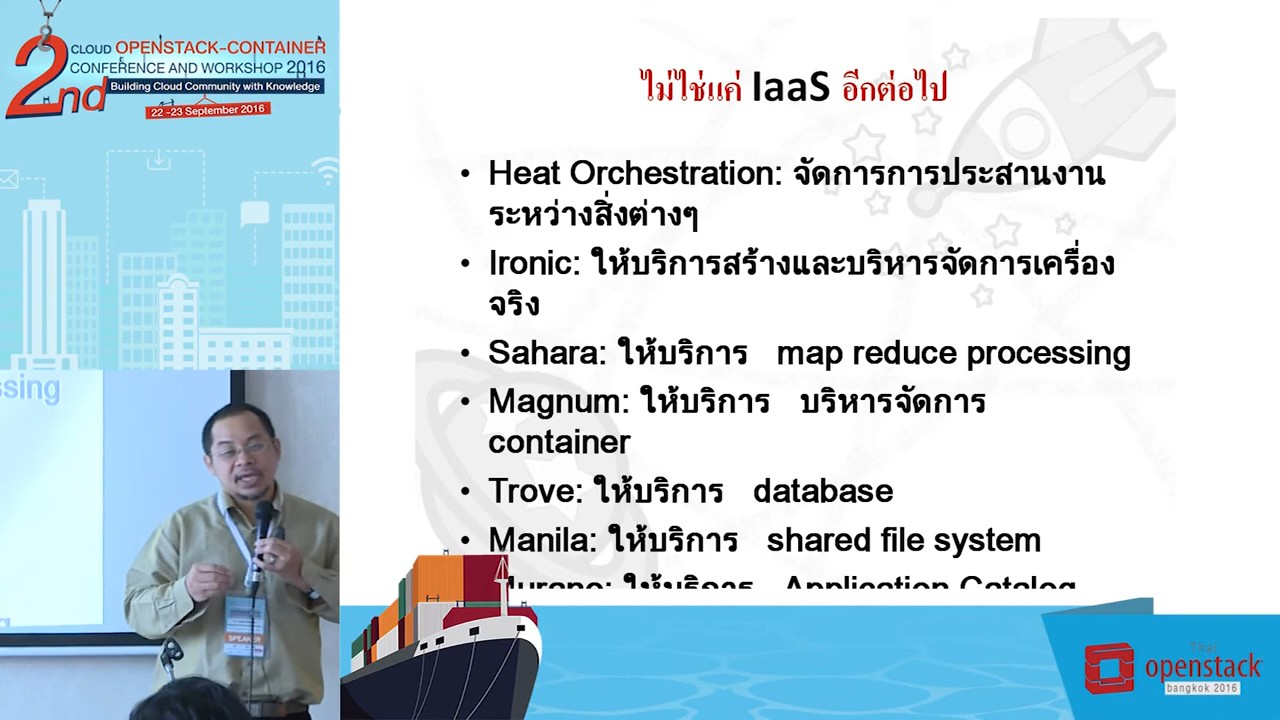 2nd
CLOUD OPENSTACK-CONTAINER
CONFERENCE AND WORKSHOP 2016
Building Cloud Community with Knowledge
22 -23 September 2016
ไม่ใช่แค่ IaaS อีกต่อไป
• Heat Orchestration: จัดการการประสานงาน
ระหว่างสิ่งต่างๆ
• Ironic: ให้บริการสร้างและบริหารจัดการเครื่อง
จริง
• Sahara: ให้บริการ map reduce processing
• Magnum: ให้บริการ บริหารจัดการ
container
• Trove: ให้บริการ database
• Manila: ให้บริการ shared file system
Murano: ให้บริการ Application Catalog
ssing
SPEAKER
Thai
openstack
bangkok 2016